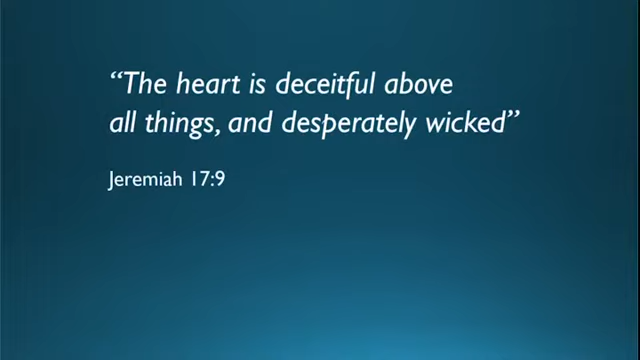 “The heart is deceitful above
all things, and desperately wicked”
Jeremiah 17:9